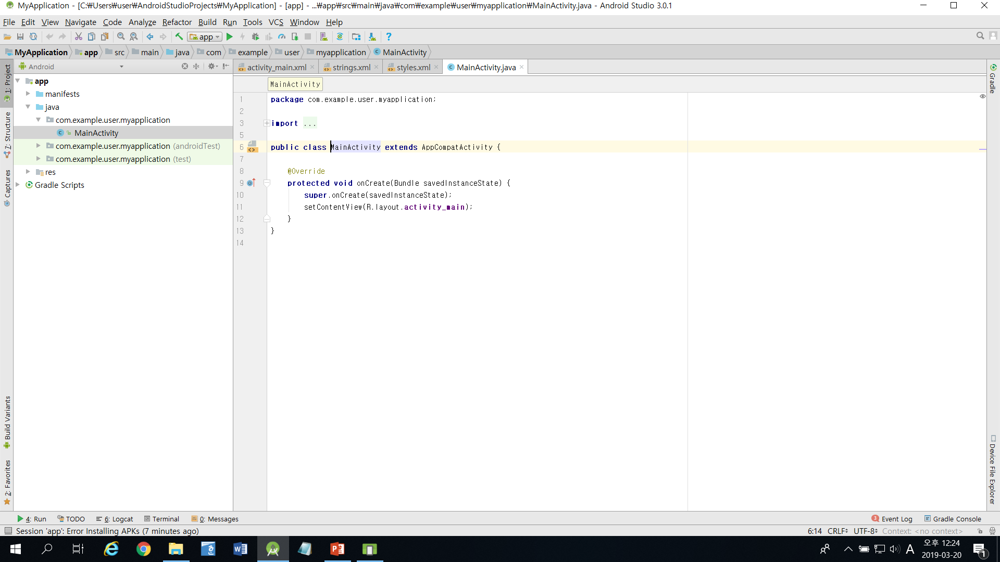 MyApplication - [C:₩Users₩user₩AndroidStudioProjects₩MyApplication] - [app] - ...₩app₩src₩main₩java₩com₩example₩user₩myapplication₩MainActivity.java - Android Studio 3.0.1
File Edit View Navigate Code Analyze Refactor Build Run Tools VCS Window Help
app
MyApplication app src main java com example user myapplication MainActivity
Android
activity_main.xml strings.xml styles.xml MainActivity.java
1: Project
7: Structure
Captures
Build Variants
2: Favorites
app
manifests
java
com.example.user.myapplication
MainActivity
com.example.user.myapplication (androidTest)
com.example.user.myapplication (test)
res
Gradle Scripts
MainActivity
1 package com.example.user.myapplication;
2
3 import ...
5
6 public class MainActivity extends AppCompatActivity {
7
8 @Override
9 protected void onCreate(Bundle savedInstanceState) {
10 super.onCreate(savedInstanceState);
11 setContentView(R.layout.activity_main);
12 }
13 }
14
Gradle
Device File Explorer
4: Run TODO 6: Logcat Terminal 0: Messages
3 Event Log Gradle Console
Session 'app': Error Installing APKs (7 minutes ago)
6:14 CRLF UTF-8 Context: <no context>
A
오후 12:24
2019-03-20
1